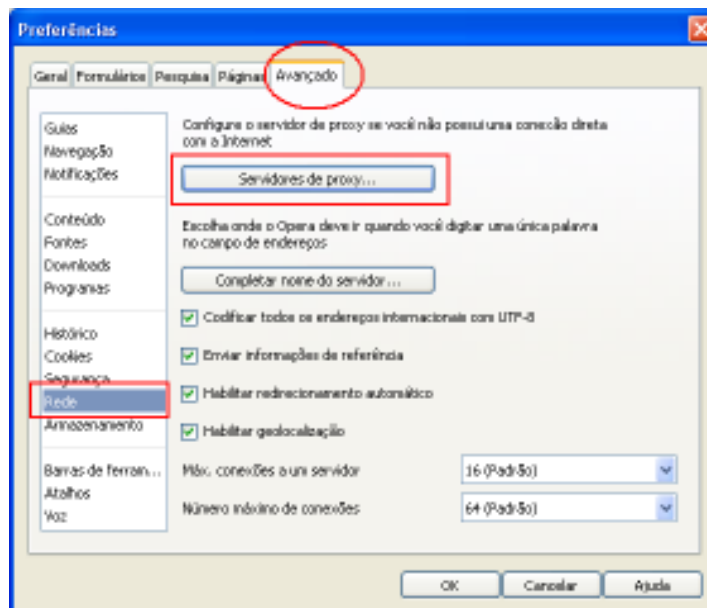 Preferências
Geral Formulários Pesquisa Páginas Avançado
Guias
Navegação
Notificações
Conteúdo
Fontes
Downloads
Programas
Histórico
Cookies
Segurança
Rede
Armazenamento
Barras de Ferram...
Atalhos
Voz
Configure o servidor de proxy se você não possui uma conexão direta
com a Internet
Servidores de proxy...
Escolha onde o Opera deve ir quando você digitar uma única palavra
no campo de endereços
Completar nome do servidor...
Codificar todos os endereços internacionais com UTF-8
Enviar informações de referência
Habilitar redirecionamento automático
Habilitar geolocalização
Máx. conexões a um servidor 16 (Padrão)
Número máximo de conexões 64 (Padrão)
OK Cancelar Ajuda